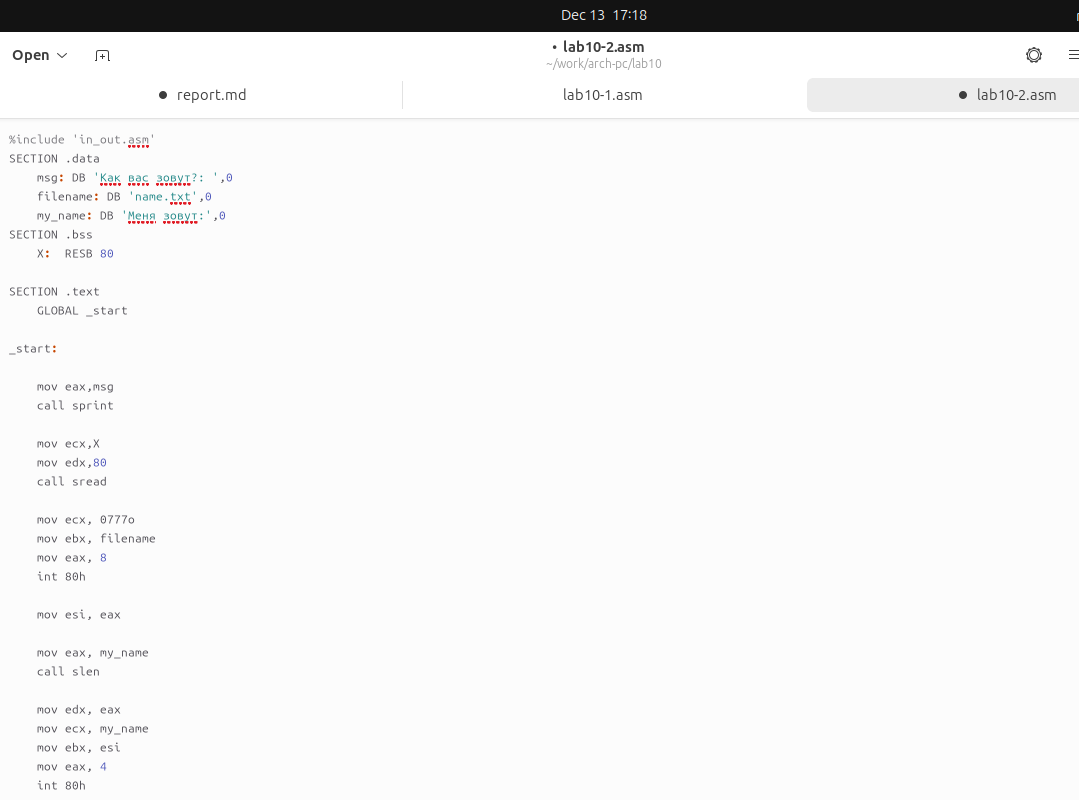 Dec 13 17:18
Open
• lab10-2.asm
~/work/arch-pc/lab10
● report.md
lab10-1.asm
● lab10-2.asm
%include 'in_out.asm'
SECTION .data
    msg: DB 'Как вас зовут?: ',0
    filename: DB 'name.txt',0
    my_name: DB 'Меня зовут:',0
SECTION .bss
    X:  RESB 80
SECTION .text
    GLOBAL _start
_start:
    mov eax,msg
    call sprint
    mov ecx,X
    mov edx,80
    call sread
    mov ecx, 0777o
    mov ebx, filename
    mov eax, 8
    int 80h
    mov esi, eax
    mov eax, my_name
    call slen
    mov edx, eax
    mov ecx, my_name
    mov ebx, esi
    mov eax, 4
    int 80h